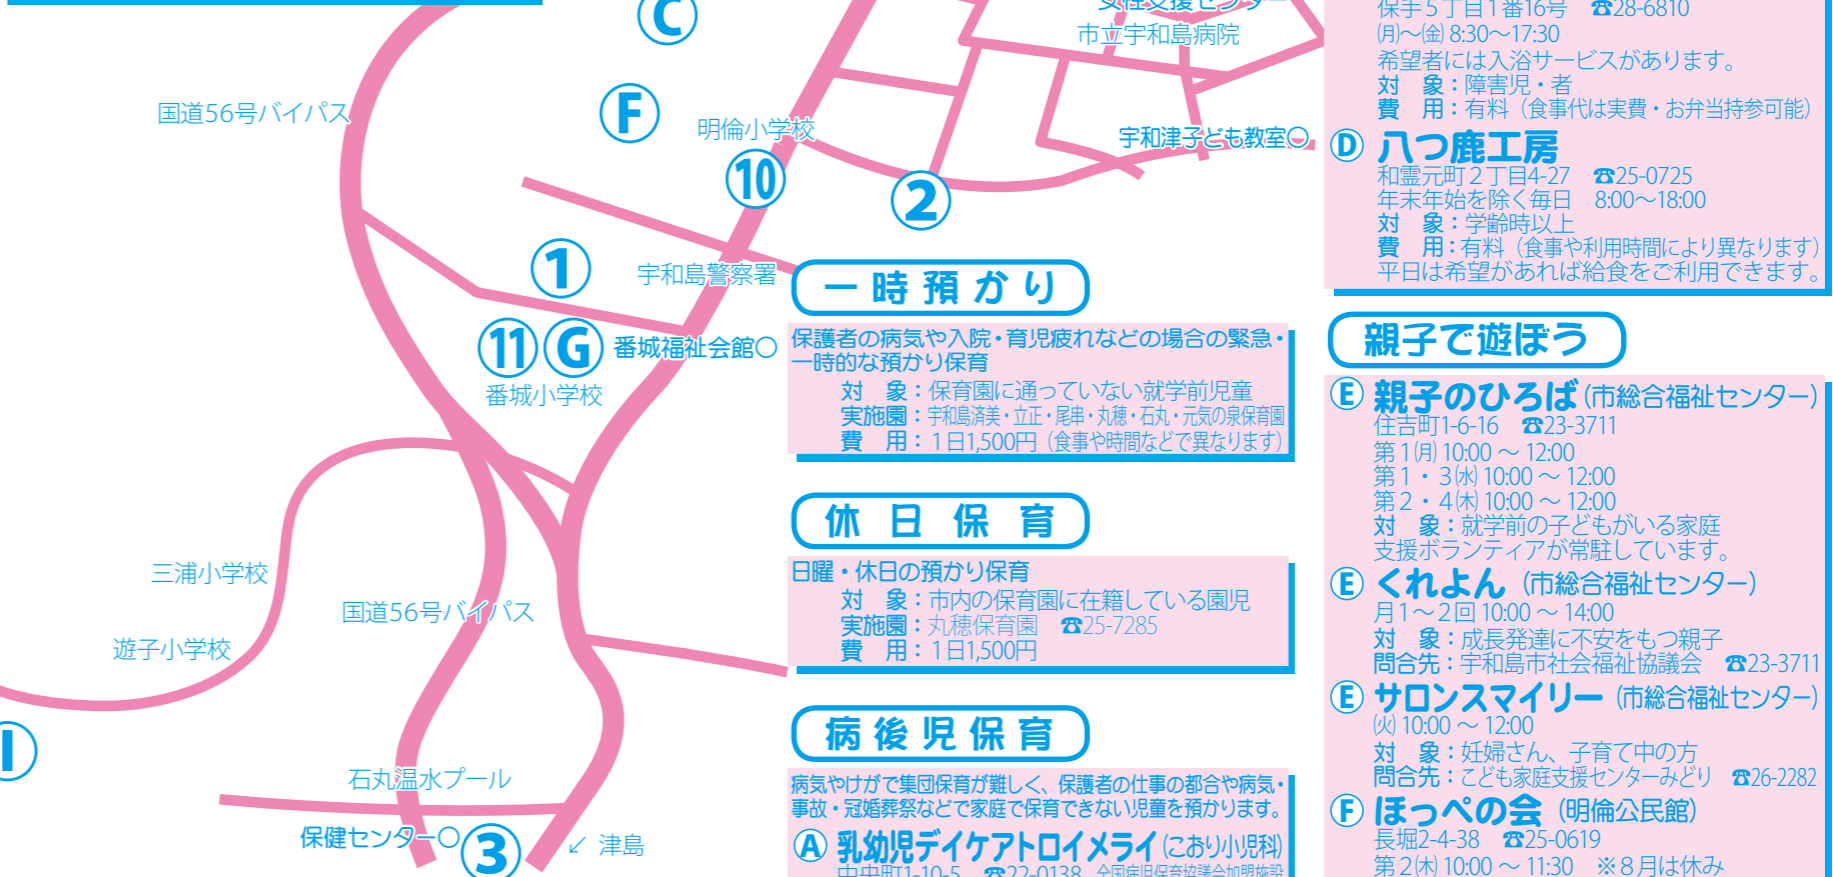 C
市立宇和島病院
国道56号バイパス
F
明倫小学校
宇和津子ども教室○
10
2
1
宇和島警察署
11 G 番城福祉会館○
番城小学校
三浦小学校
国道56号バイパス
遊子小学校
I
石丸温水プール
保健センター○
3
↙ 津島
一時預かり
保護者の病気や入院・育児疲れなどの場合の緊急・
一時的な預かり保育
対　象：保育園に通っていない就学前児童
実施園：宇和島済美・立正・尾串・丸穂・石丸・元気の泉保育園
費　用：１日1,500円（食事や時間などで異なります）
休日保育
日曜・休日の預かり保育
対　象：市内の保育園に在籍している園児
実施園：丸穂保育園　☎25-7285
費　用：１日1,500円
病後児保育
病気やけがで集団保育が難しく、保護者の仕事の都合や病気・
事故・冠婚葬祭などで家庭で保育できない児童を預かります。
A 乳幼児デイケアトロイメライ（こおり小児科）
中央町1-10-5　☎22-0138　全国病児保育協議会加盟施設
保手５丁目１番16号　☎28-6810
㈪〜㈮ 8:30〜17:30
希望者には入浴サービスがあります。
対　象：障害児・者
費　用：有料（食事代は実費・お弁当持参可能）
D 八つ鹿工房
和霊元町２丁目4-27　☎25-0725
年末年始を除く毎日　8:00〜18:00
対　象：学齢時以上
費　用：有料（食事や利用時間により異なります）
平日は希望があれば給食をご利用できます。
親子で遊ぼう
E 親子のひろば（市総合福祉センター）
住吉町1-6-16　☎23-3711
第１㈪ 10:00 〜 12:00
第１・３㈬ 10:00 〜 12:00
第２・４㈭ 10:00 〜 12:00
対　象：就学前の子どもがいる家庭
支援ボランティアが常駐しています。
E くれよん（市総合福祉センター）
月１〜２回 10:00 〜 14:00
対　象：成長発達に不安をもつ親子
問合先：宇和島市社会福祉協議会　☎23-3711
E サロンスマイリー（市総合福祉センター）
㈫ 10:00 〜 12:00
対　象：妊婦さん、子育て中の方
問合先：こども家庭支援センターみどり　☎26-2282
F ほっぺの会（明倫公民館）
長堀2-4-38　☎25-0619
第２㈭ 10:00 〜 11:30　※８月は休み